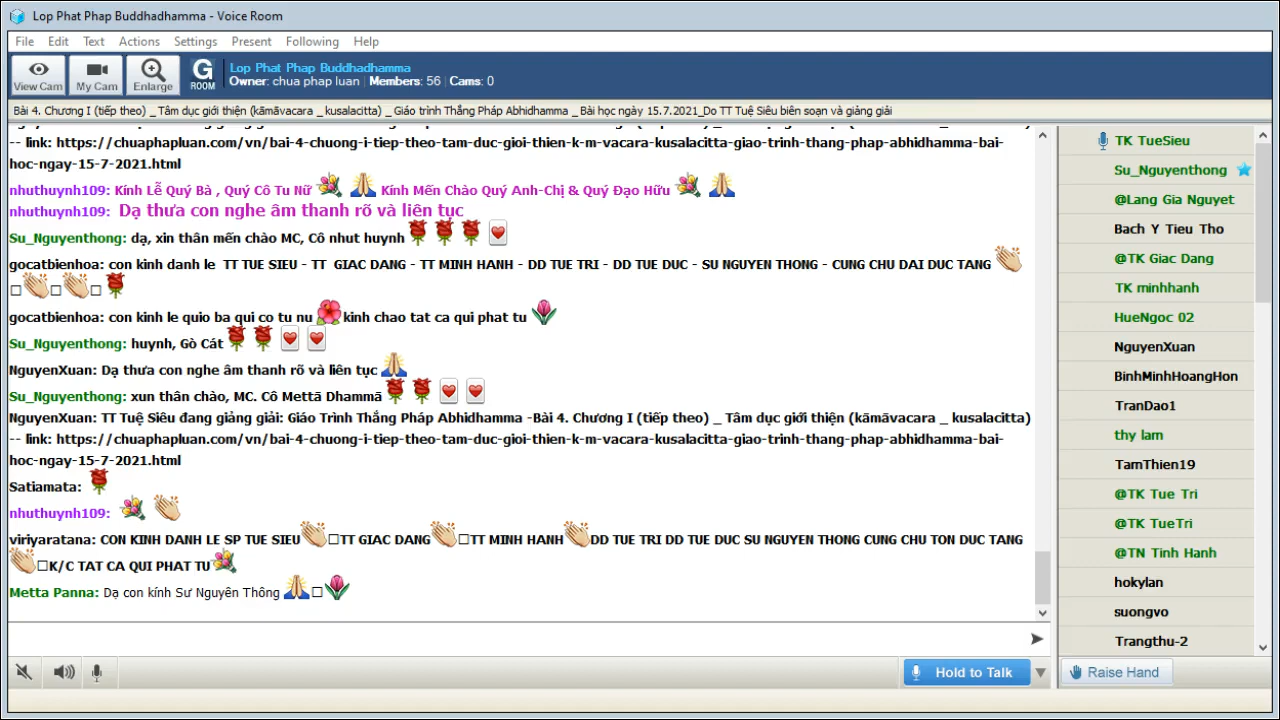 Lop Phat Phap Buddhadhamma - Voice Room
File Edit Text Actions Settings Present Following Help
View Cam My Cam Enlarge G ROOM
Lop Phat Phap Buddhadhamma
Owner: chua phap luan | Members: 56 | Cams: 0
Bài 4. Chương I (tiếp theo) _ Tâm dục giới thiện (kāmāvacara _ kusalacitta) _ Giáo trình Thắng Pháp Abhidhamma _ Bài học ngày 15.7.2021_Do TT Tuệ Siêu biên soạn và giảng giải
-- link: https://chuaphapluan.com/vn/bai-4-chuong-i-tiep-theo-tam-duc-gioi-thien-k-m-vacara-kusalacitta-giao-trinh-thang-phap-abhidhamma-bai-
hoc-ngay-15-7-2021.html
nhuthuynh109: Kính Lễ Quý Bà , Quý Cô Tu Nữ Kính Mến Chào Quý Anh-Chị & Quý Đạo Hữu
nhuthuynh109: Dạ thưa con nghe âm thanh rõ và liên tục
Su_Nguyenthong: dạ, xin thân mến chào MC, Cô nhut huynh
gocatbienhoa: con kinh danh le TT TUE SIEU - TT GIAC DANG - TT MINH HANH - DD TUE TRI - DD TUE DUC - SU NGUYEN THONG - CUNG CHU DAI DUC TANG
gocatbienhoa: con kinh le quio ba qui co tu nu kinh chao tat ca qui phat tu
Su_Nguyenthong: huynh, Gò Cát
NguyenXuan: Dạ thưa con nghe âm thanh rõ và liên tục
Su_Nguyenthong: xun thân chào, MC. Cô Mettā Dhammā
NguyenXuan: TT Tuệ Siêu đang giảng giải: Giáo Trình Thắng Pháp Abhidhamma -Bài 4. Chương I (tiếp theo) _ Tâm dục giới thiện (kāmāvacara _ kusalacitta)
-- link: https://chuaphapluan.com/vn/bai-4-chuong-i-tiep-theo-tam-duc-gioi-thien-k-m-vacara-kusalacitta-giao-trinh-thang-phap-abhidhamma-bai-
hoc-ngay-15-7-2021.html
Satiamata:
nhuthuynh109:
viriyaratana: CON KINH DANH LE SP TUE SIEU TT GIAC DANG TT MINH HANH DD TUE TRI DD TUE DUC SU NGUYEN THONG CUNG CHU TON DUC TANG
K/C TAT CA QUI PHAT TU
Metta Panna: Dạ con kính Sư Nguyên Thông
Hold to Talk
TK TueSieu
Su_Nguyenthong
@Lang Gia Nguyet
Bach Y Tieu Tho
@TK Giac Dang
TK minhhanh
HueNgoc 02
NguyenXuan
BinhMinhHoangHon
TranDao1
thy lam
TamThien19
@TK Tue Tri
@TK TueTri
@TN Tinh Hanh
hokylan
suongvo
Trangthu-2
Raise Hand